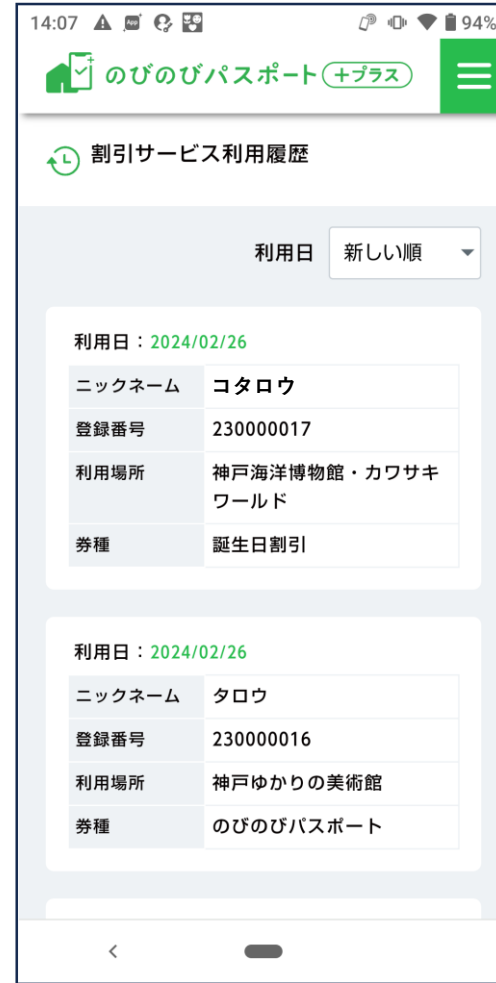 14:07 94%
のびのびパスポート +プラス
割引サービス利用履歴
利用日 新しい順
利用日：2024/02/26
ニックネーム コタロウ
登録番号 230000017
利用場所 神戸海洋博物館・カワサキ
ワールド
券種 誕生日割引
利用日：2024/02/26
ニックネーム タロウ
登録番号 230000016
利用場所 神戸ゆかりの美術館
券種 のびのびパスポート